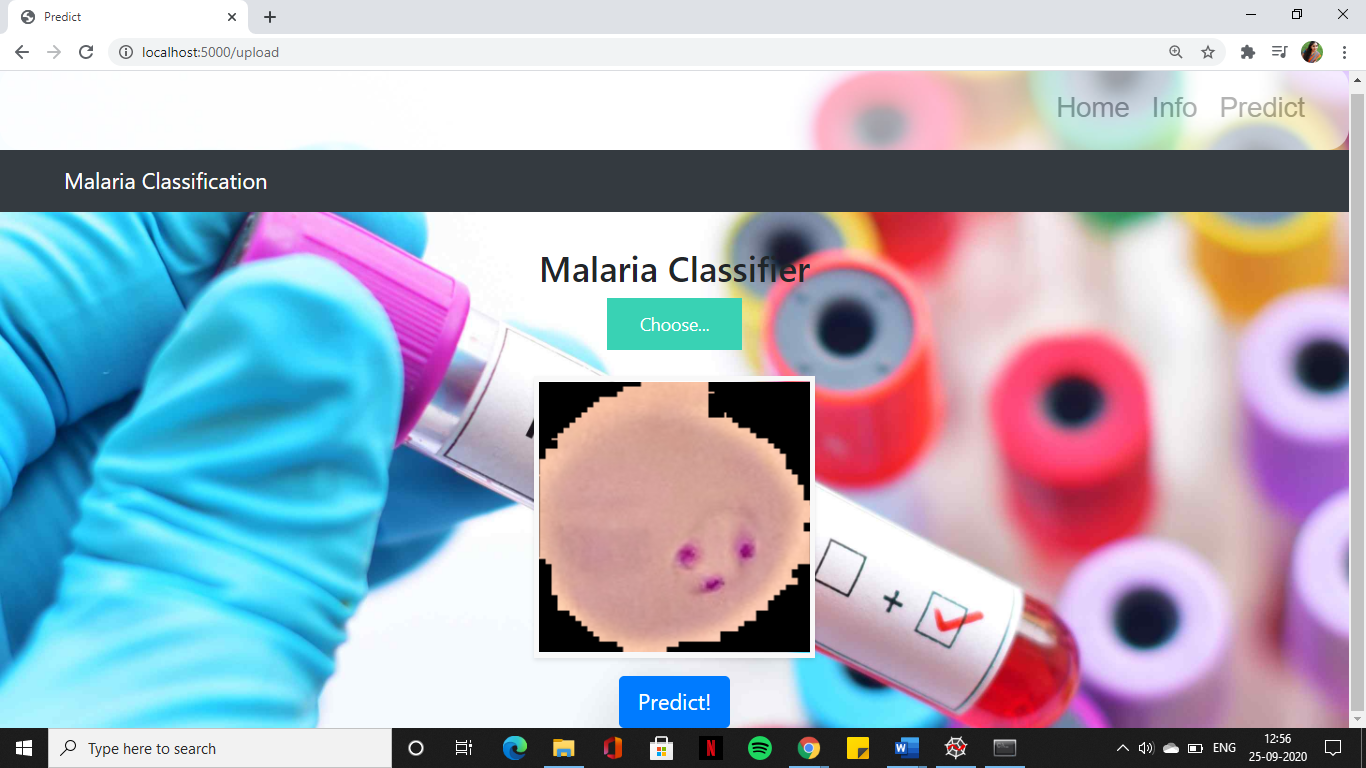 Predict
localhost:5000/upload
Home Info Predict
Malaria Classification
Malaria Classifier
Choose...
+
Predict!
Type here to search
ENG
12:56
25-09-2020